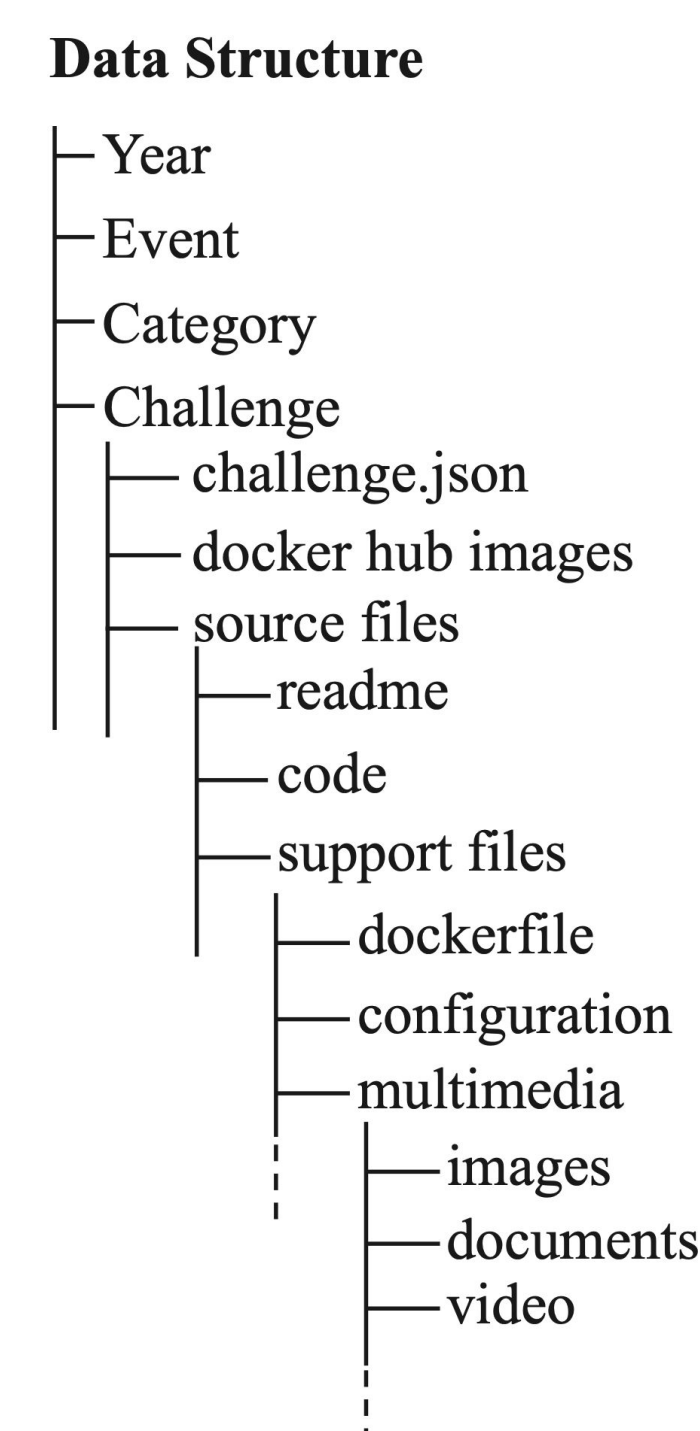 Data Structure
Year
Event
Category
Challenge
challenge.json
docker hub images
source files
readme
code
support files
dockerfile
configuration
multimedia
images
documents
video